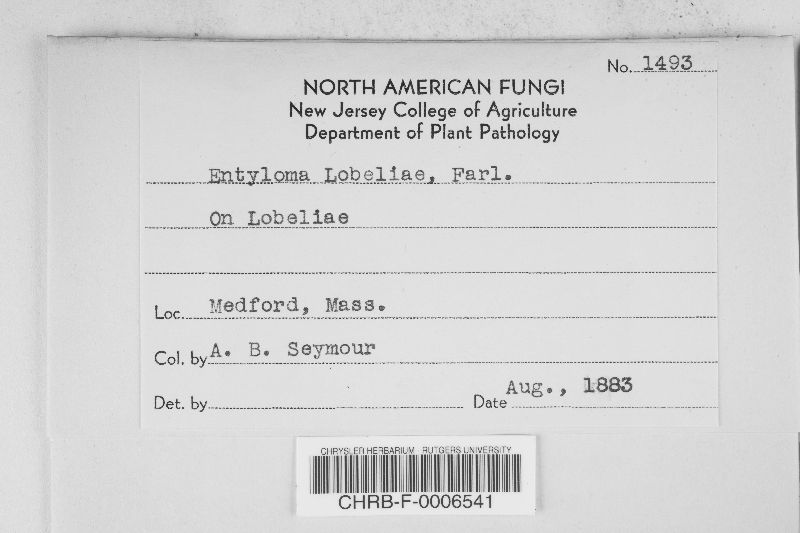 No. 1493
NORTH AMERICAN FUNGI
New Jersey College of Agriculture
Department of Plant Pathology
Entyloma Lobeliae, Farl.
On Lobeliae
Loc. Medford, Mass.
Col. by A. B. Seymour
Det. by
Date Aug., 1883
CHRYSLER HERBARIUM - RUTGERS UNIVERSITY
CHRB-F-0006541